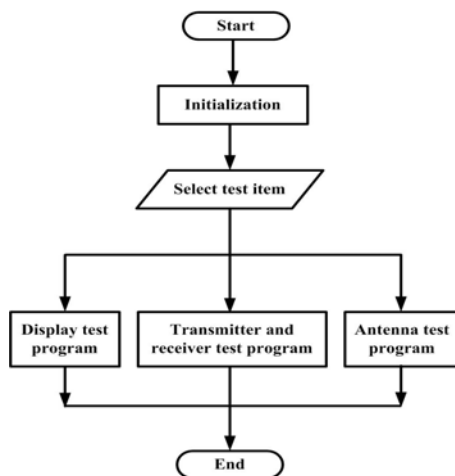 Start
Initialization
Select test item
Display test
program
Transmitter and
receiver test program
Antenna test
program
End